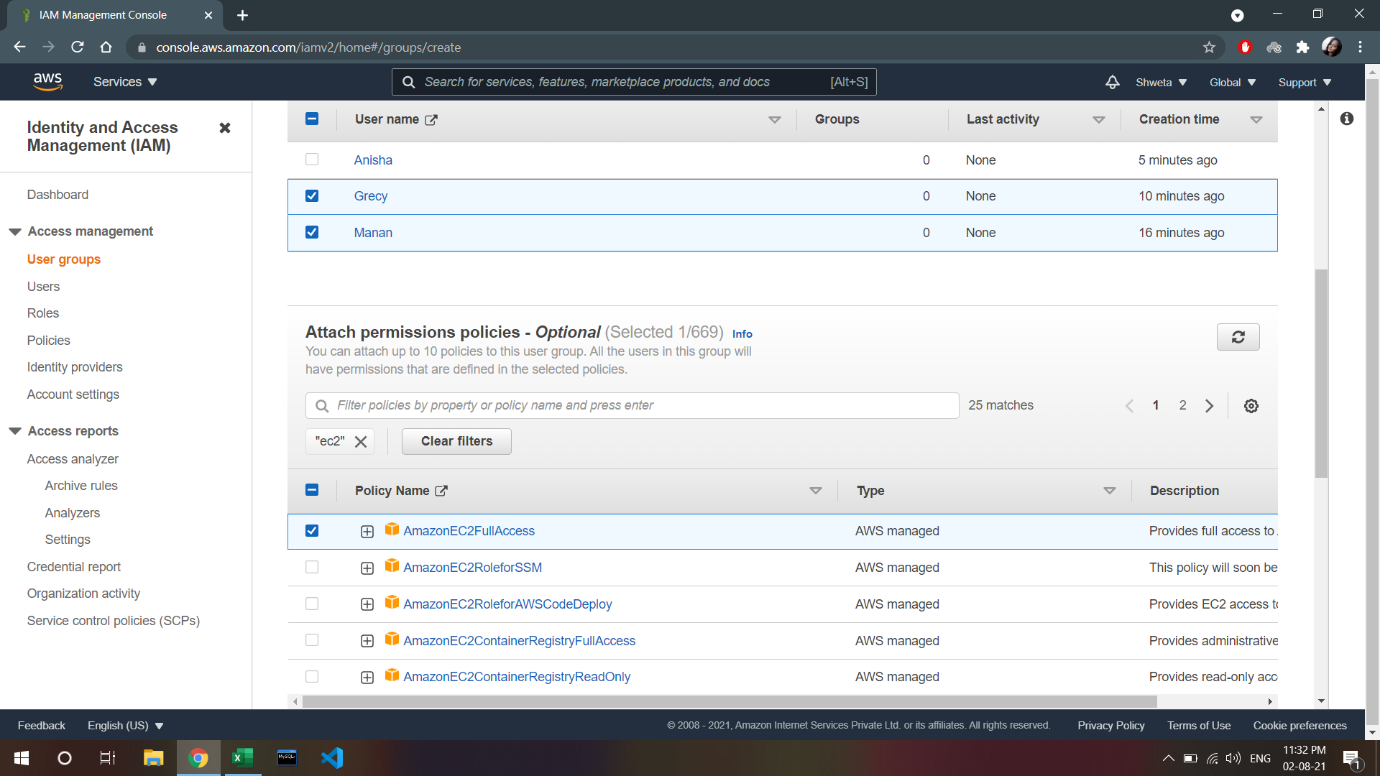 IAM Management Console
console.aws.amazon.com/iamv2/home#/groups/create
aws
Services
Search for services, features, marketplace products, and docs [Alt+S]
Shweta
Global
Support
Identity and Access
Management (IAM)
Dashboard
Access management
User groups
Users
Roles
Policies
Identity providers
Account settings
Access reports
Access analyzer
Archive rules
Analyzers
Settings
Credential report
Organization activity
Service control policies (SCPs)
User name Groups Last activity Creation time
Anisha 0 None 5 minutes ago
Grecy 0 None 10 minutes ago
Manan 0 None 16 minutes ago
Attach permissions policies - Optional (Selected 1/669) Info
You can attach up to 10 policies to this user group. All the users in this group will
have permissions that are defined in the selected policies.
Filter policies by property or policy name and press enter
25 matches
1 2
"ec2"
Clear filters
Policy Name Type Description
AmazonEC2FullAccess AWS managed Provides full access to
AmazonEC2RoleforSSM AWS managed This policy will soon be
AmazonEC2RoleforAWSCodeDeploy AWS managed Provides EC2 access to
AmazonEC2ContainerRegistryFullAccess AWS managed Provides administrative
AmazonEC2ContainerRegistryReadOnly AWS managed Provides read-only acc
Feedback English (US)
© 2008 - 2021, Amazon Internet Services Private Ltd. or its affiliates. All rights reserved. Privacy Policy Terms of Use Cookie preferences
MySQL
ENG
11:32 PM
02-08-21
1